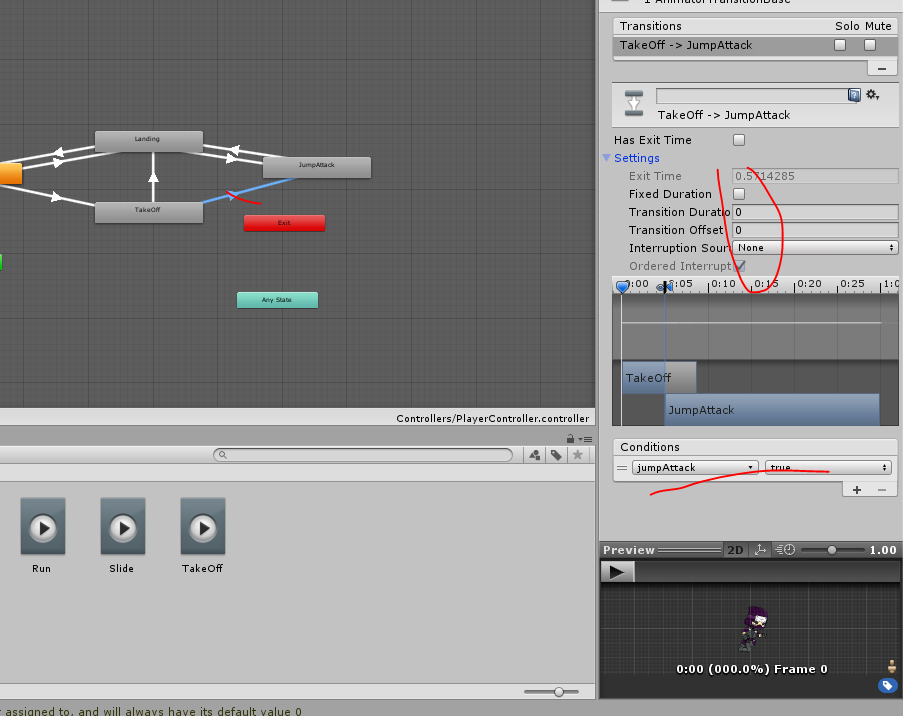 1 AnimatorTransitionBase
Transitions Solo Mute
TakeOff -> JumpAttack
TakeOff -> JumpAttack
Has Exit Time
Settings
Exit Time 0.5714285
Fixed Duration
Transition Duratio 0
Transition Offset 0
Interruption Sour None
Ordered Interrupt
0:00 0:05 0:10 0:15 0:20 0:25 1:0
TakeOff
JumpAttack
Conditions
jumpAttack true
Preview 2D 1.00
0:00 (000.0%) Frame 0
Landing
JumpAttack
TakeOff
Exit
Any State
Controllers/PlayerController.controller
Run Slide TakeOff
r assigned to, and will always have its default value 0